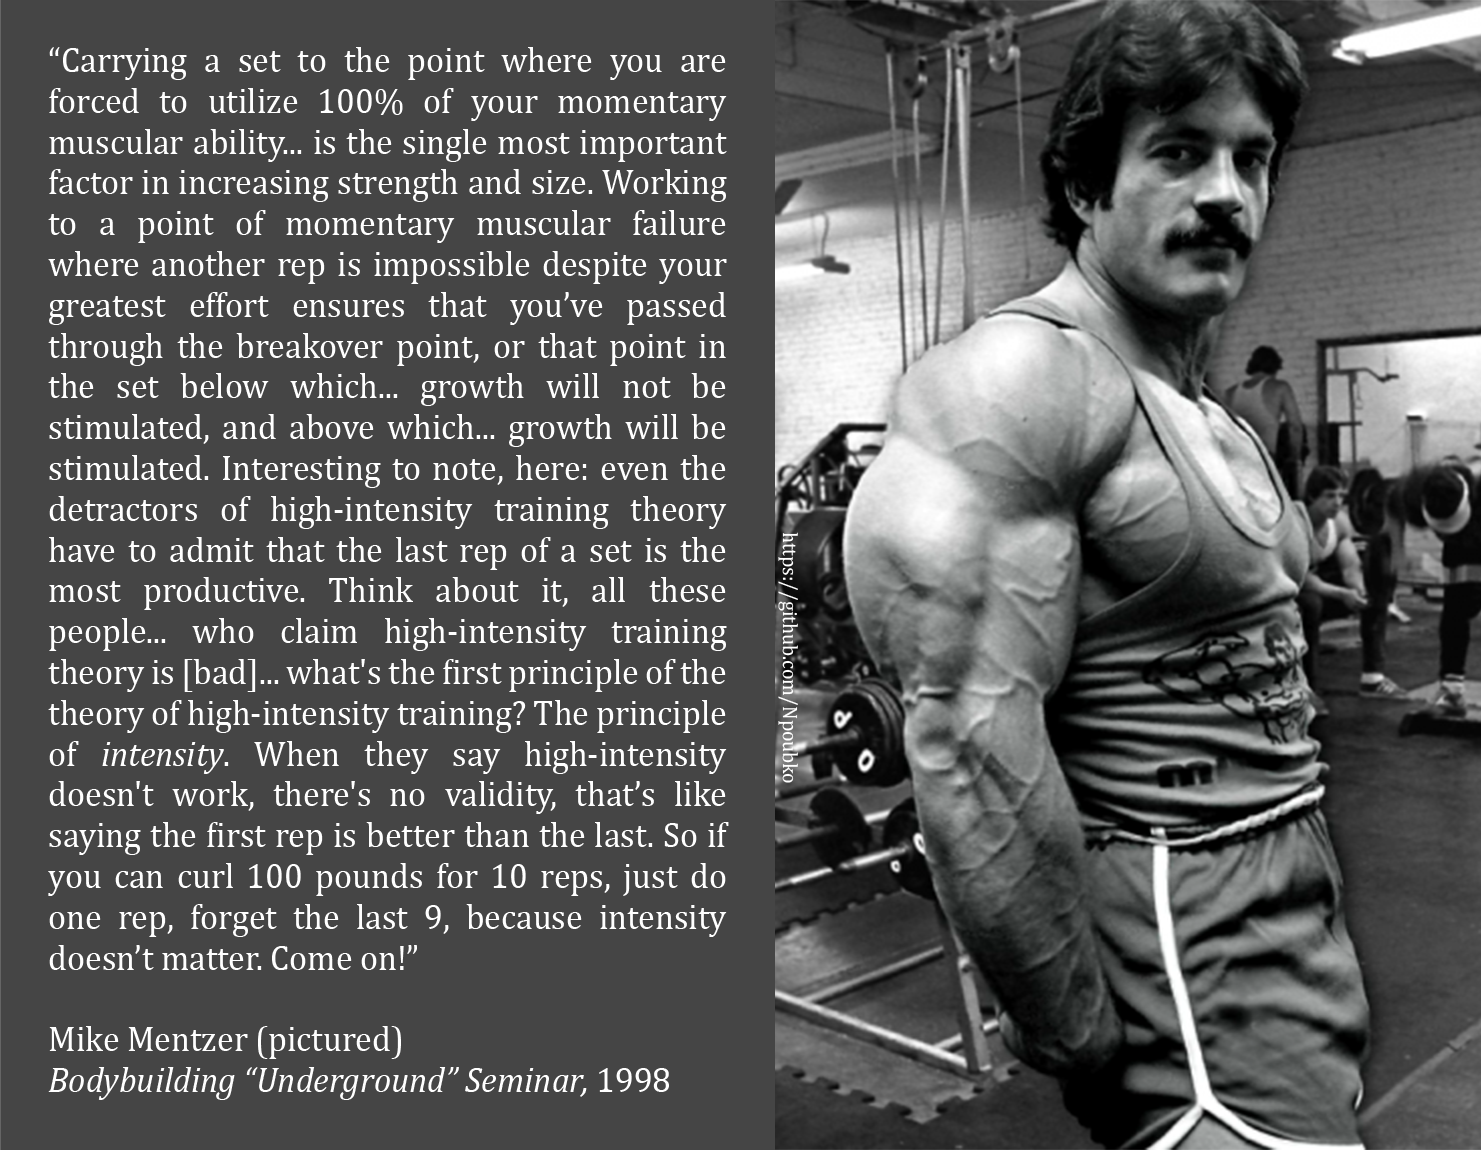 “Carrying a set to the point where you are
forced to utilize 100% of your momentary
muscular ability... is the single most important
factor in increasing strength and size. Working
to a point of momentary muscular failure
where another rep is impossible despite your
greatest effort ensures that you’ve passed
through the breakover point, or that point in
the set below which... growth will not be
stimulated, and above which... growth will be
stimulated. Interesting to note, here: even the
detractors of high-intensity training theory
have to admit that the last rep of a set is the
most productive. Think about it, all these
people... who claim high-intensity training
theory is [bad]... what's the first principle of the
theory of high-intensity training? The principle
of intensity. When they say high-intensity
doesn't work, there's no validity, that’s like
saying the first rep is better than the last. So if
you can curl 100 pounds for 10 reps, just do
one rep, forget the last 9, because intensity
doesn’t matter. Come on!”
Mike Mentzer (pictured)
Bodybuilding “Underground” Seminar, 1998
https://github.com/Npoubko